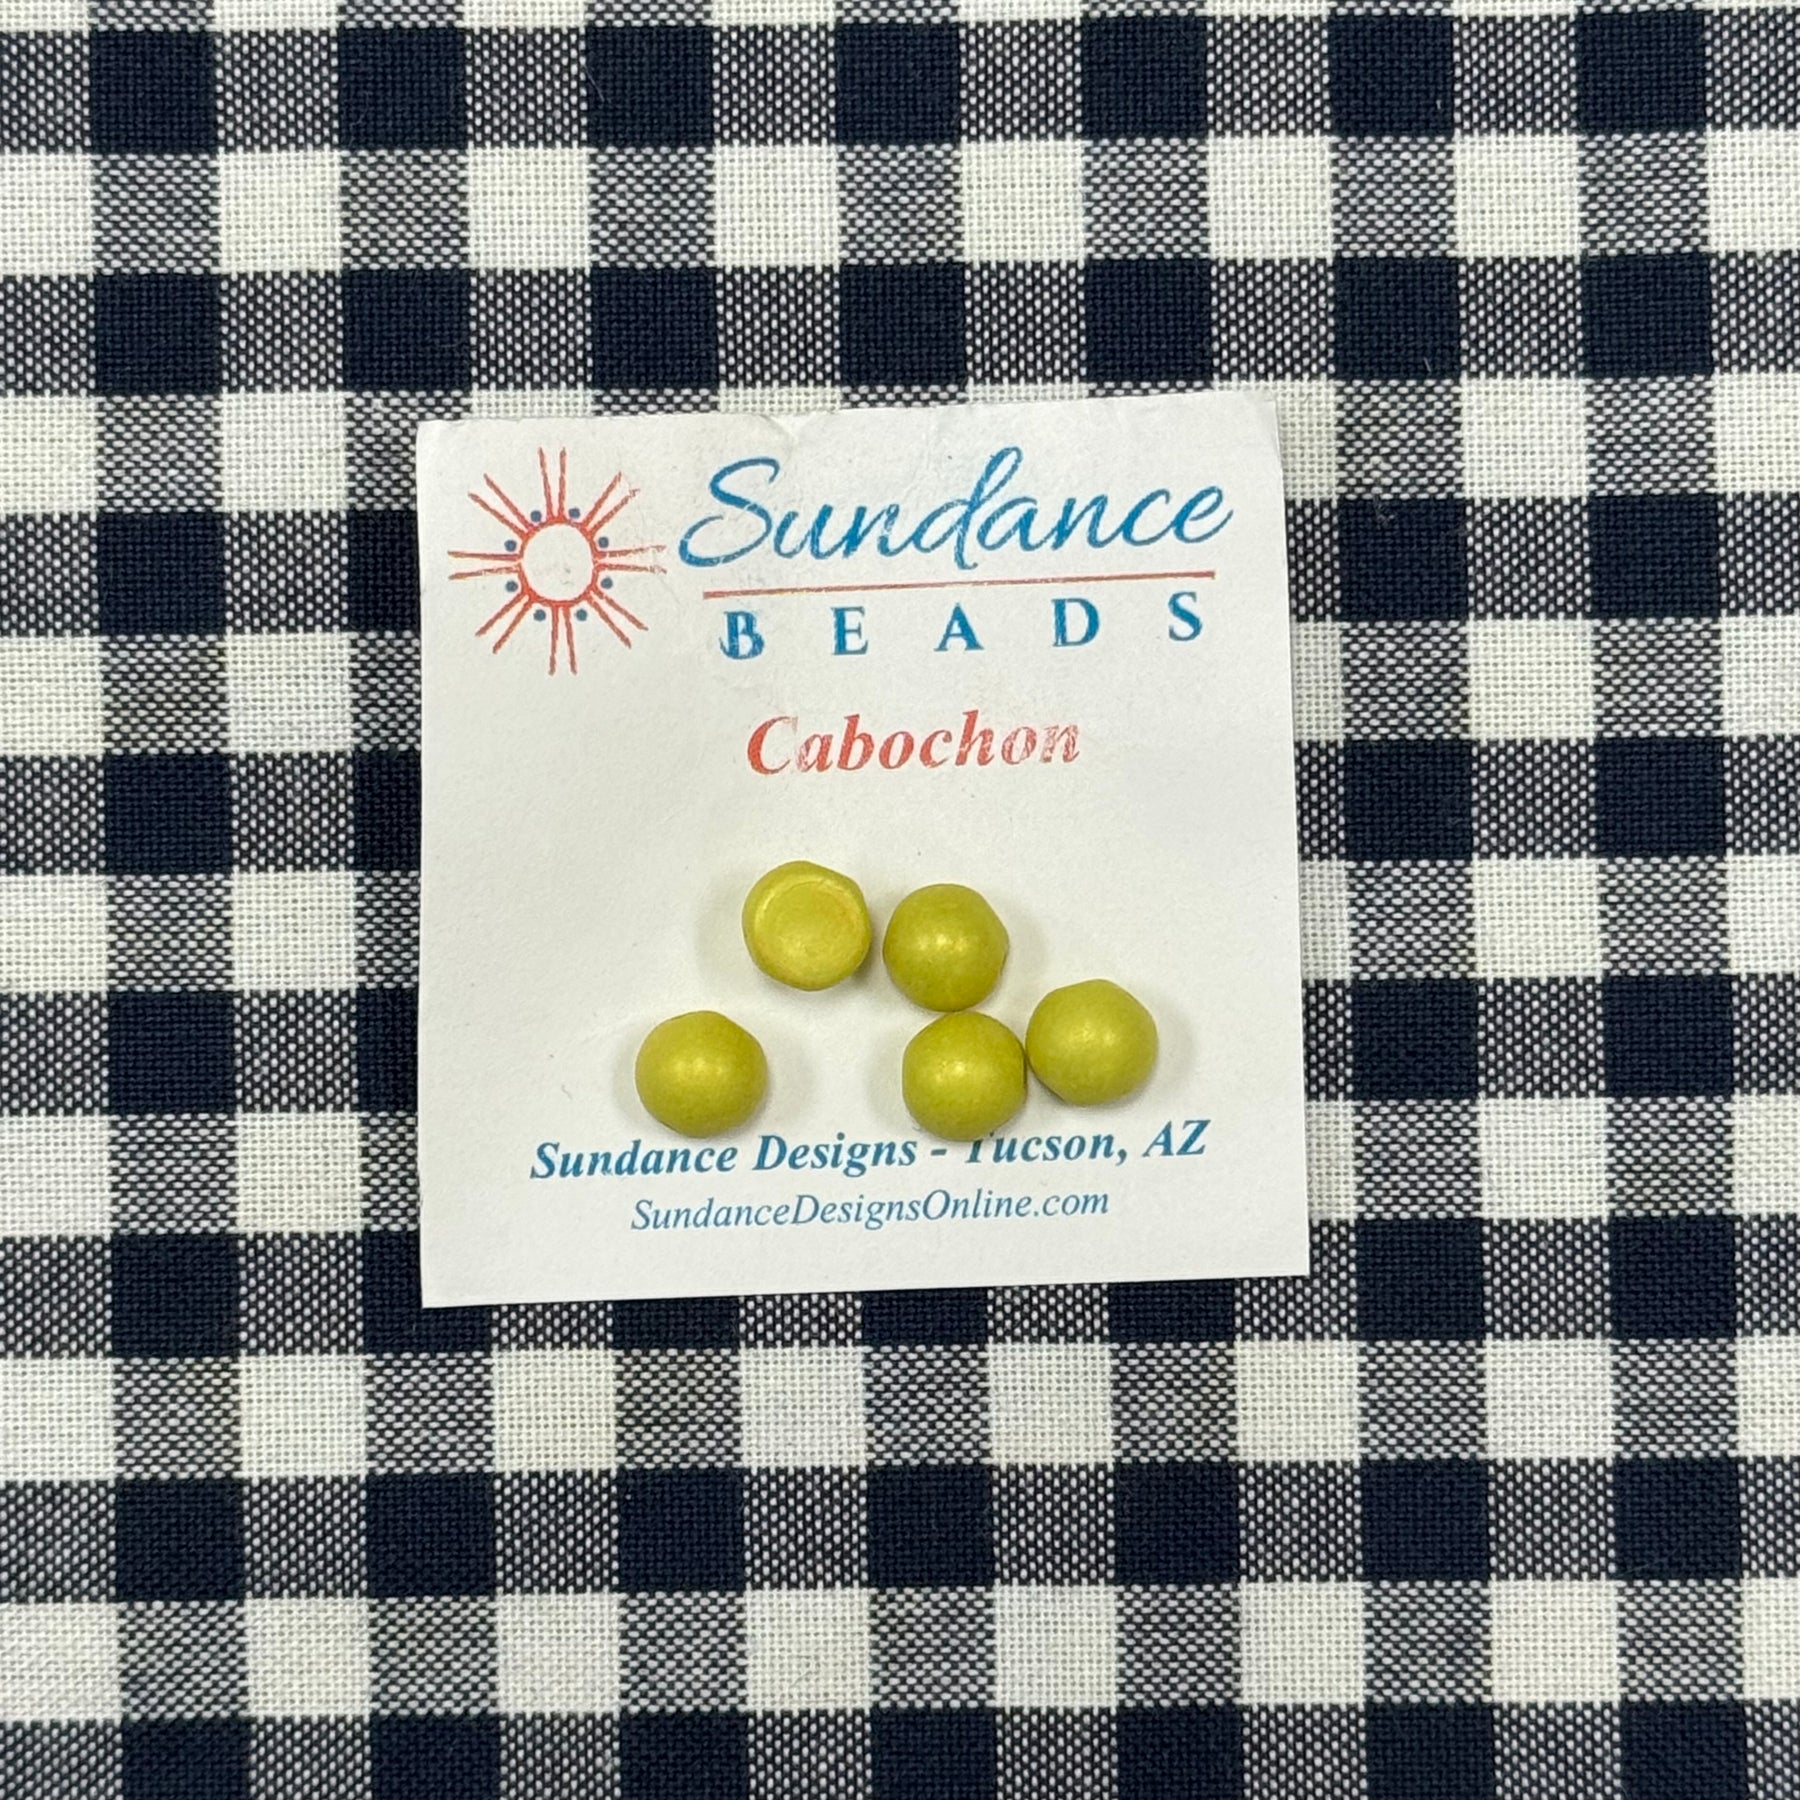 Sundance
BEADS
Cabochon
Sundance Designs - Tucson, AZ
SundanceDesignsOnline.com